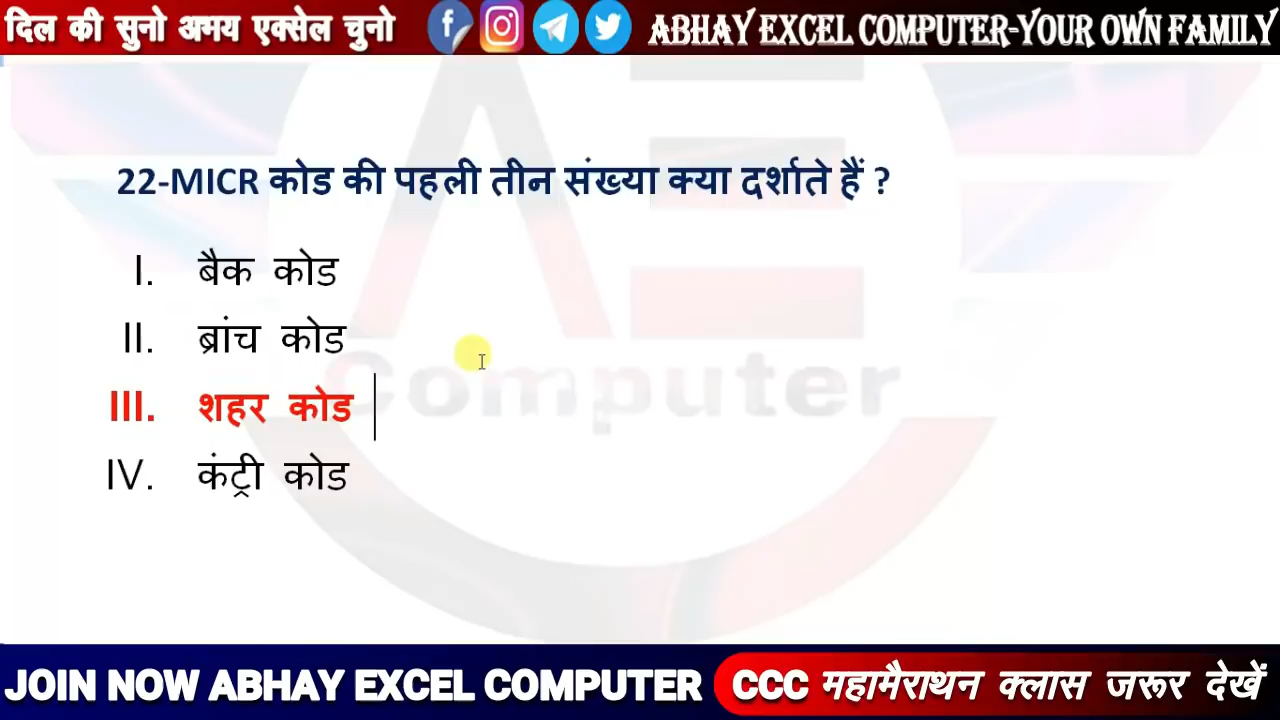 दिल की सुनो अभय एक्सेल चुनो
ABHAY EXCEL COMPUTER-YOUR OWN FAMILY
22-MICR कोड की पहली तीन संख्या क्या दर्शाते हैं ?
I. बैक कोड
II. ब्रांच कोड
III. शहर कोड
IV. कंट्री कोड
Computer
JOIN NOW ABHAY EXCEL COMPUTER
CCC महामैराथन क्लास जरूर देखें